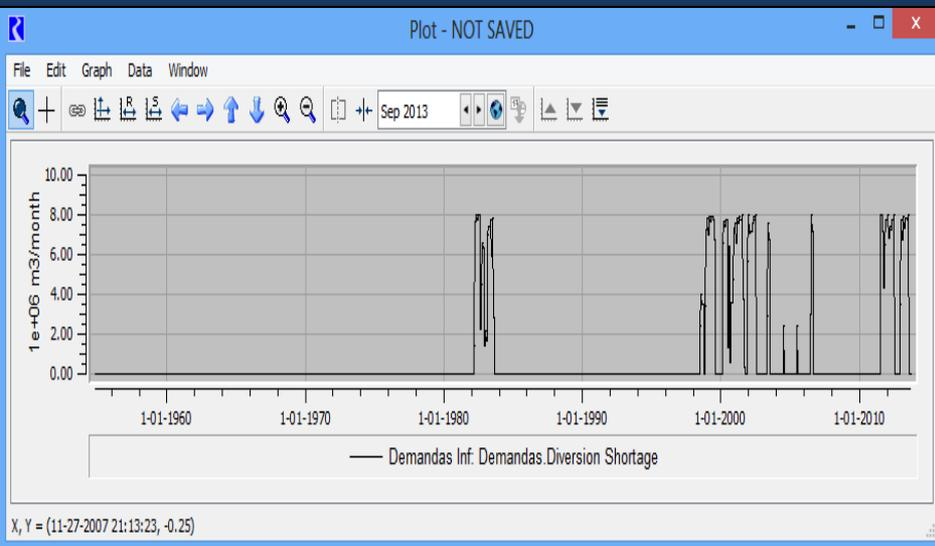 Plot - NOT SAVED
File Edit Graph Data Window
R S Sep 2013
10.00
8.00
6.00
4.00
2.00
0.00
1e+06 m3/month
1-01-1960 1-01-1970 1-01-1980 1-01-1990 1-01-2000 1-01-2010
Demandas Inf: Demandas.Diversion Shortage
X, Y = (11-27-2007 21:13:23, -0.25)